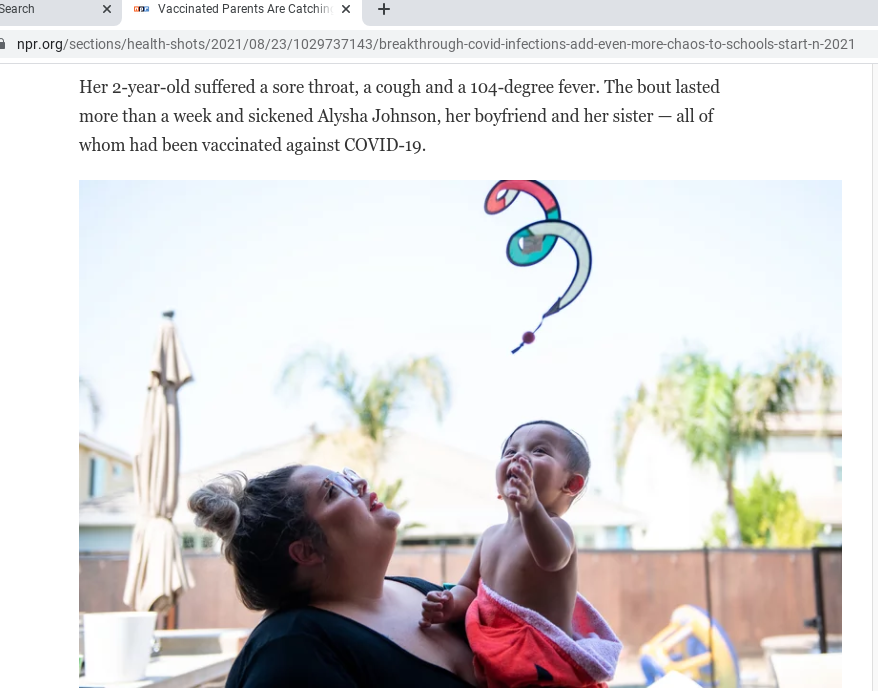 Search
npr Vaccinated Parents Are Catchin
npr.org/sections/health-shots/2021/08/23/1029737143/breakthrough-covid-infections-add-even-more-chaos-to-schools-start-n-2021
Her 2-year-old suffered a sore throat, a cough and a 104-degree fever. The bout lasted
more than a week and sickened Alysha Johnson, her boyfriend and her sister — all of
whom had been vaccinated against COVID-19.